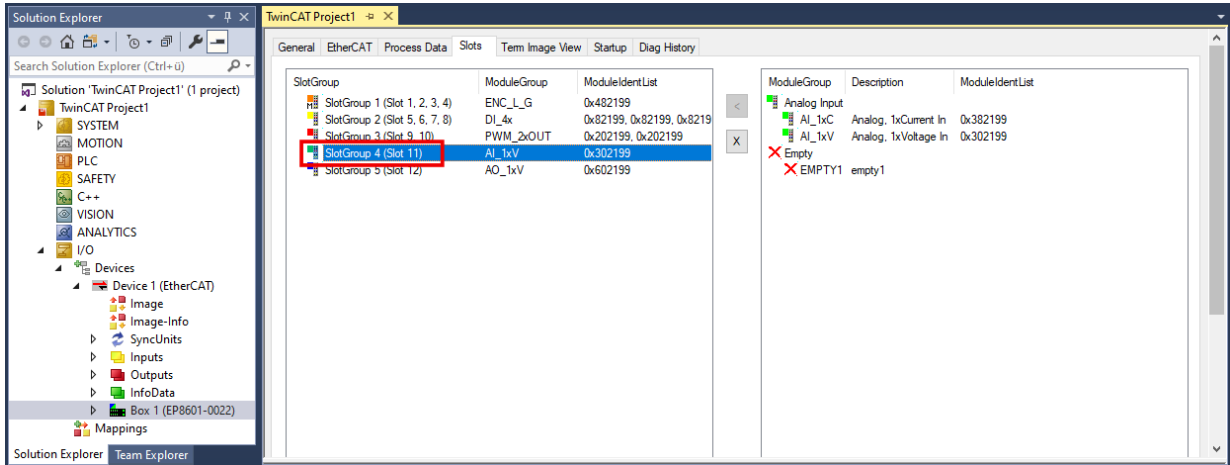 Solution Explorer
Search Solution Explorer (Ctrl+ü)
Solution 'TwinCAT Project1' (1 project)
TwinCAT Project1
SYSTEM
MOTION
PLC
SAFETY
C++
VISION
ANALYTICS
I/O
Devices
Device 1 (EtherCAT)
Image
Image-Info
SyncUnits
Inputs
Outputs
InfoData
Box 1 (EP8601-0022)
Mappings
Solution Explorer Team Explorer
TwinCAT Project1
General EtherCAT Process Data Slots Term Image View Startup Diag History
SlotGroup ModuleGroup ModuleIdentList
SlotGroup 1 (Slot 1, 2, 3, 4) ENC_L_G 0x482199
SlotGroup 2 (Slot 5, 6, 7, 8) DI_4x 0x82199, 0x82199, 0x8219
SlotGroup 3 (Slot 9, 10) PWM_2xOUT 0x202199, 0x202199
SlotGroup 4 (Slot 11) AI_1xV 0x302199
SlotGroup 5 (Slot 12) AO_1xV 0x602199
<
X
ModuleGroup Description ModuleIdentList
Analog Input
AI_1xC Analog, 1xCurrent In 0x382199
AI_1xV Analog, 1xVoltage In 0x302199
Empty
EMPTY1 empty1